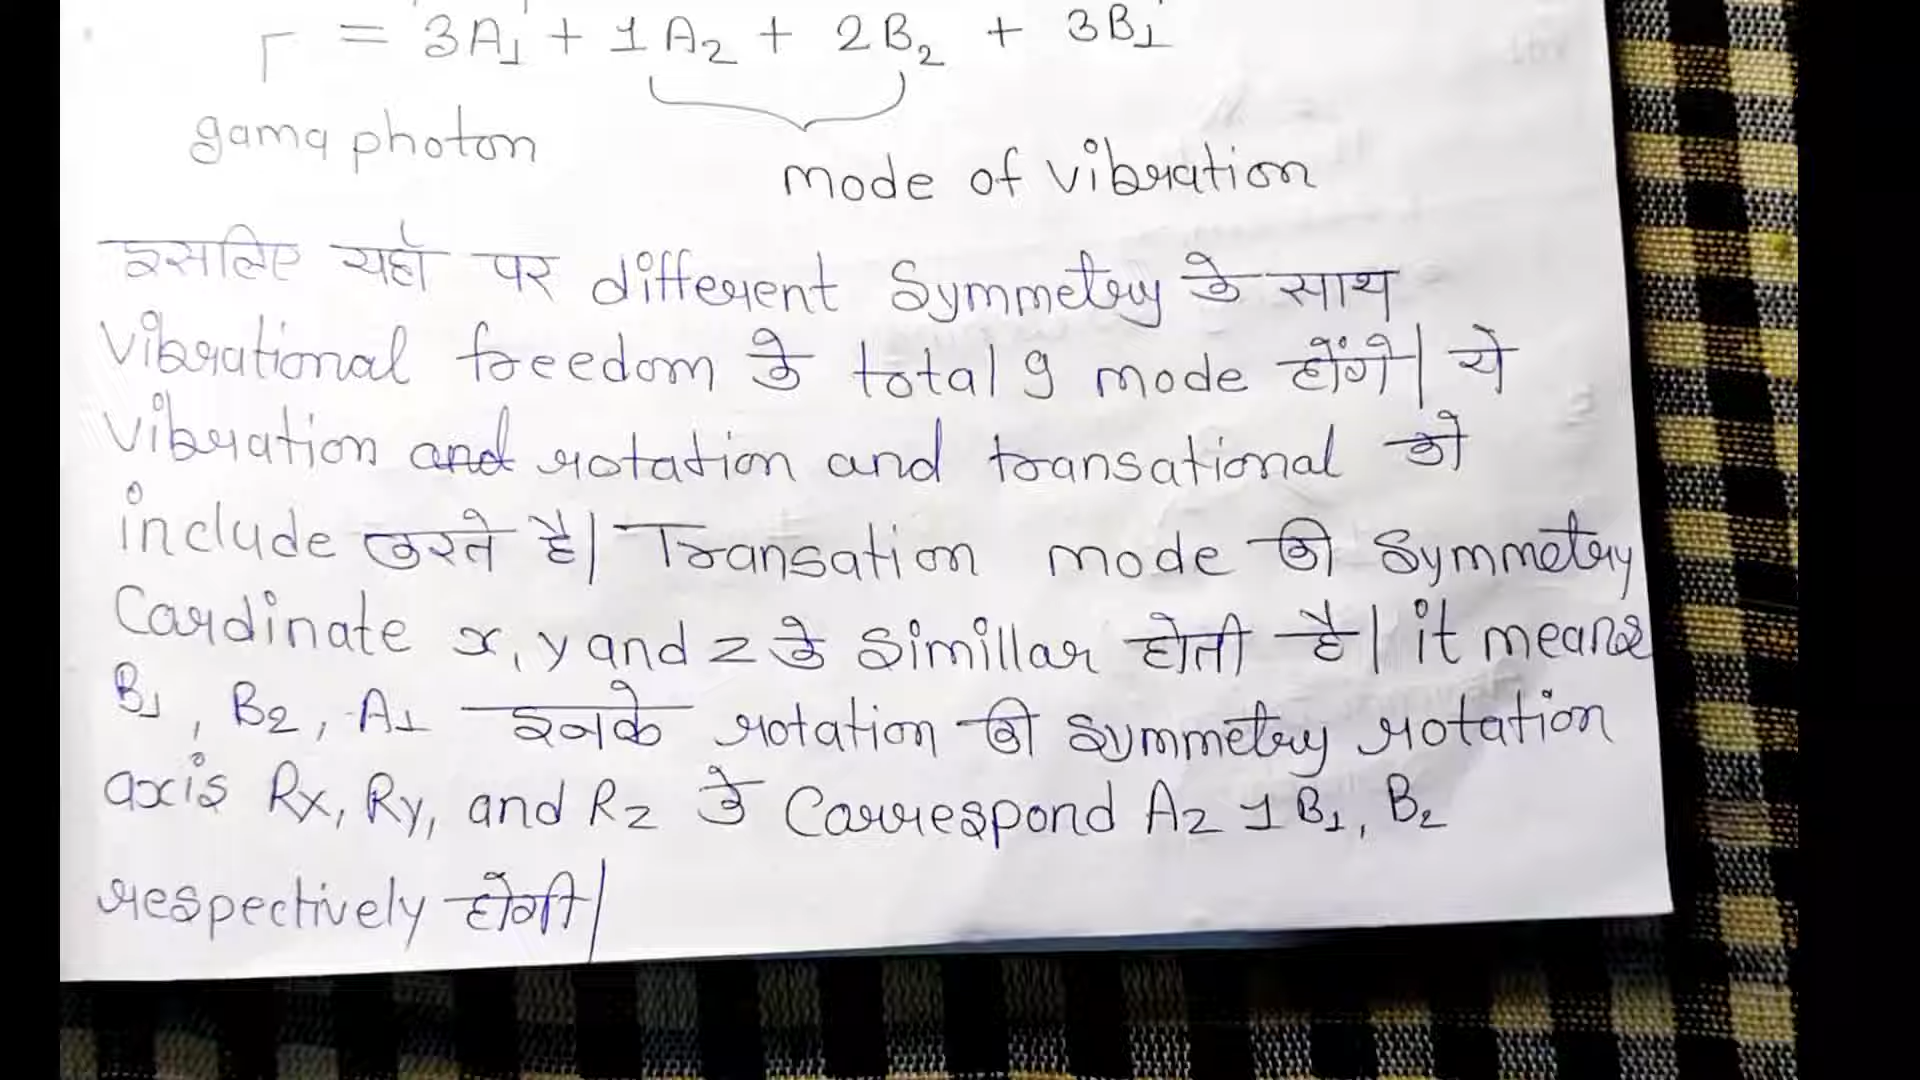 Γ = 3A₁ + 1A₂ + 2B₂ + 3B₁
gama photon
mode of vibration
इसलिए यहाँ पर different Symmetry के साथ
vibrational freedom के total 9 mode होंगे| ये
vibration and rotation and transational को
include करते है| Transation mode की Symmetry
Cordinate x, y and z के Simillar होती है| it means
B₁, B₂, A₁ इनके rotation की symmetry rotation
axis Rx, Ry, and Rz के Correspond A₂ 1 B₁, B₂
respectively होगी|